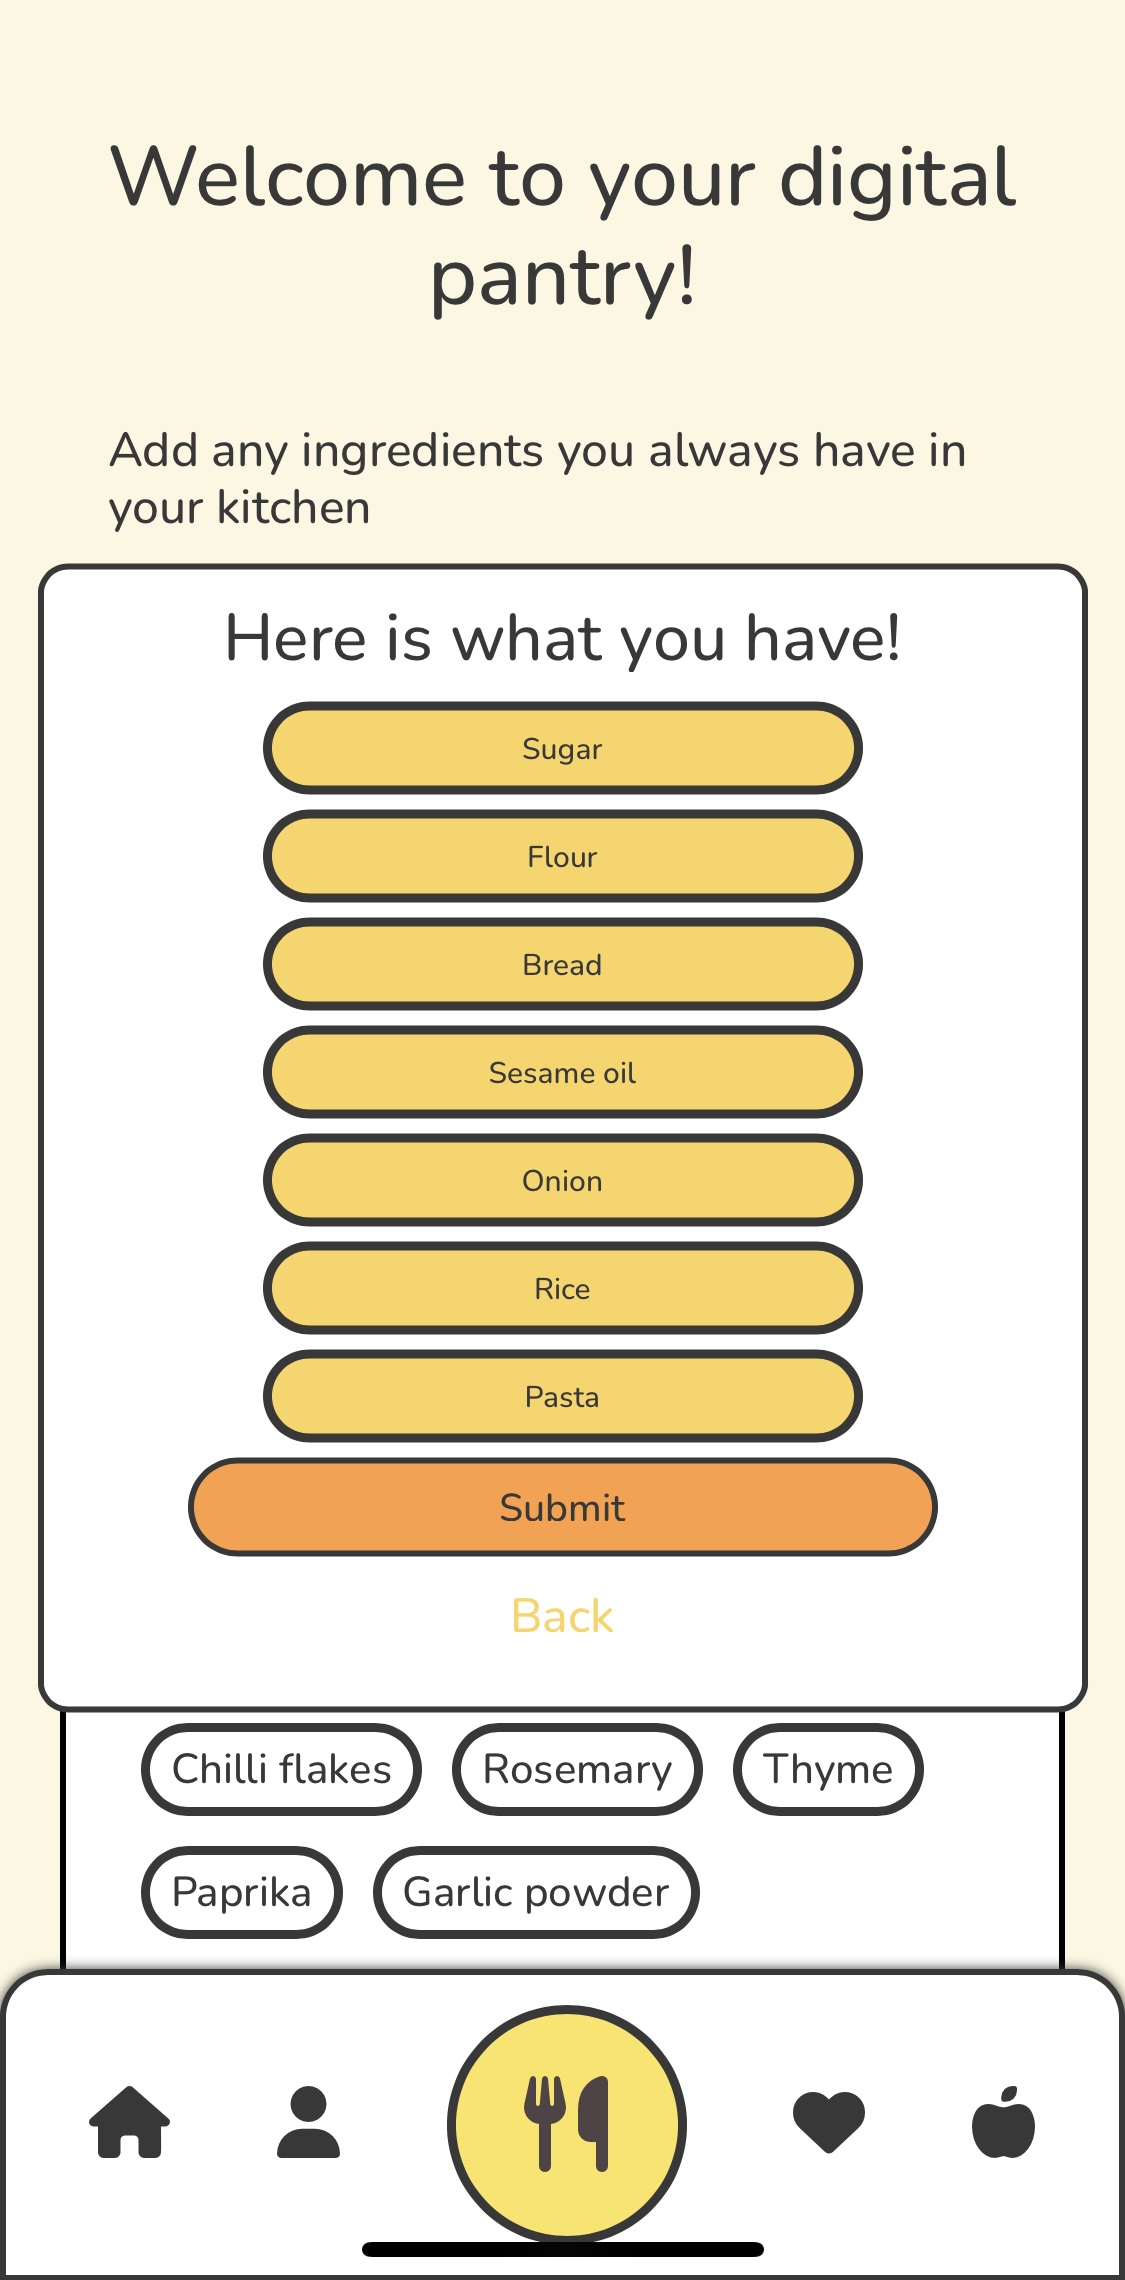 Welcome to your digital
pantry!
Add any ingredients you always have in
your kitchen
Here is what you have!
Sugar
Flour
Bread
Sesame oil
Onion
Rice
Pasta
Submit
Back
Chilli flakes Rosemary Thyme
Paprika Garlic powder